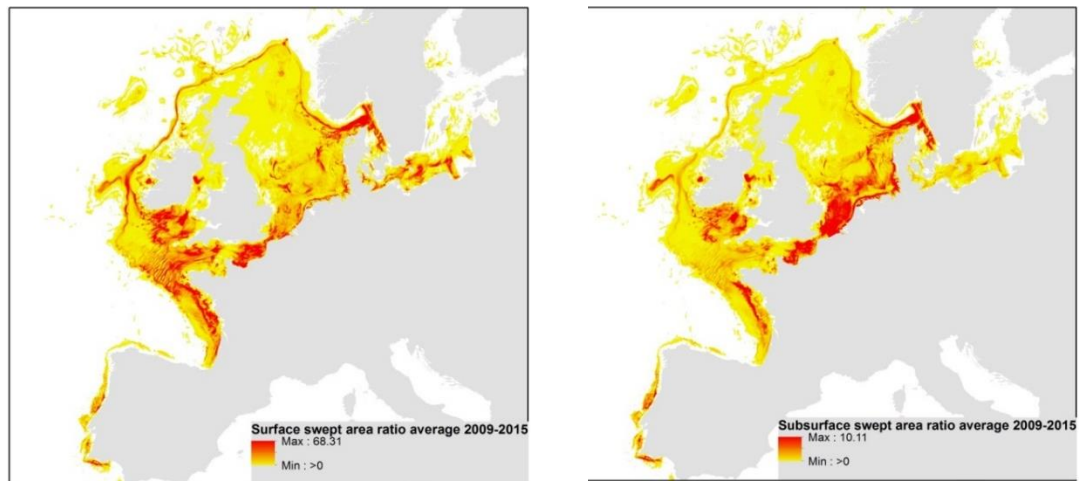 Surface swept area ratio average 2009-2015
Max : 68.31
Min : >0
Subsurface swept area ratio average 2009-2015
Max : 10.11
Min : >0